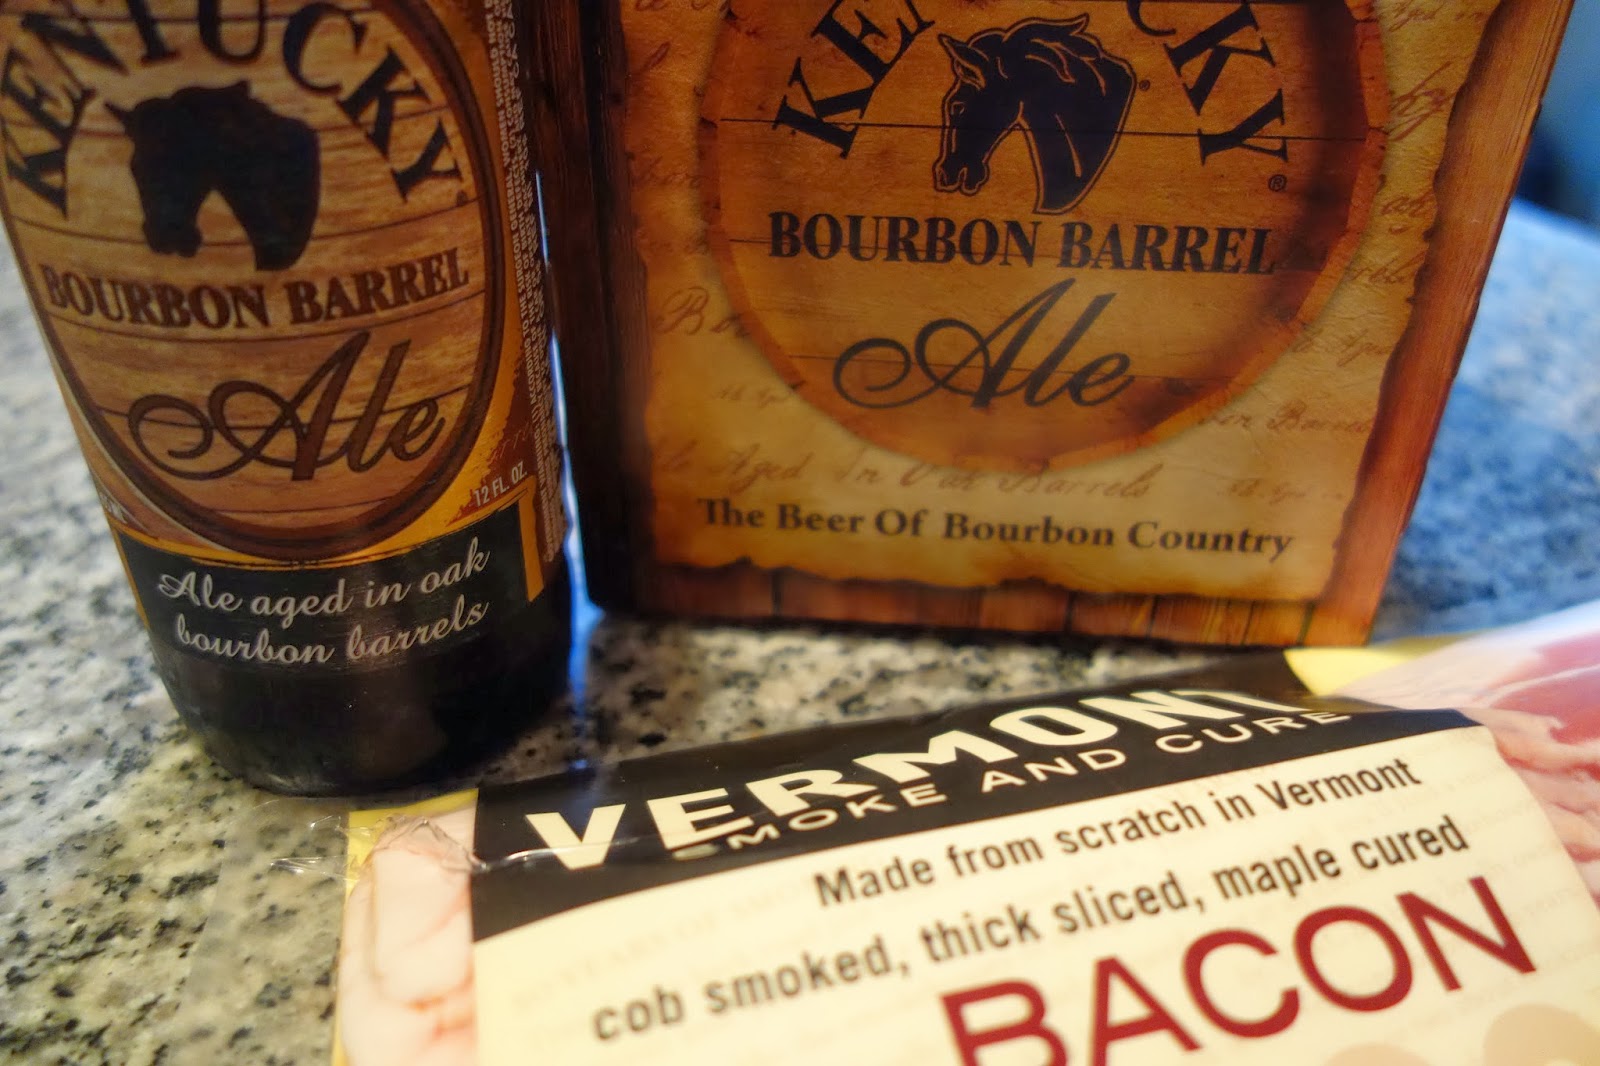 KENTUCKY
BOURBON BARREL
Ale
12 FL. OZ.
Ale aged in oak
bourbon barrels
KE CKY
®
®
BOURBON BARREL
Ale
Aged In Oak Barrels
The Beer Of Bourbon Country
VERMONT
SMOKE AND CURE
Made from scratch in Vermont
cob smoked, thick sliced, maple cured
BACON